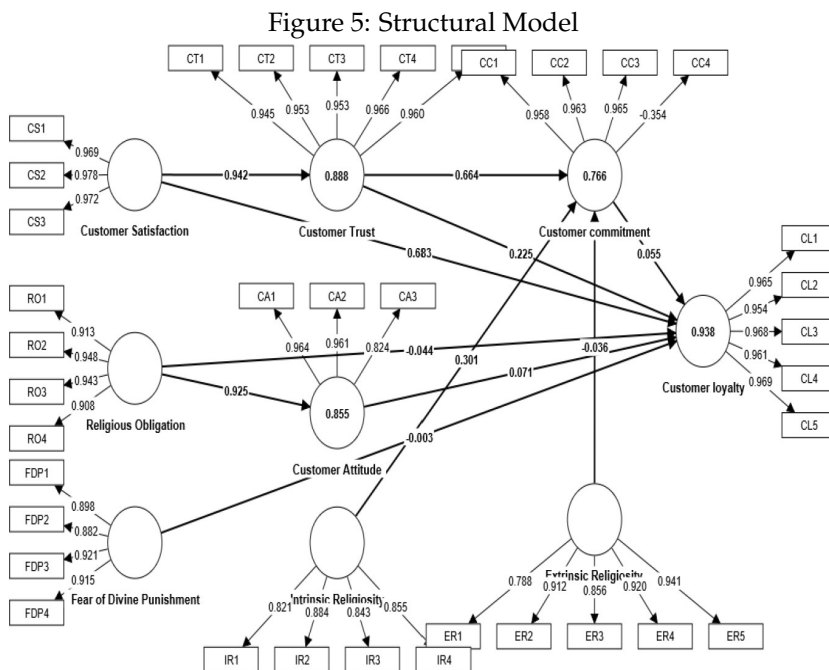 Figure 5: Structural Model
CT1
CT2
CT3
CT4
CC1
CC2
CC3
CC4
0.945
0.953
0.953
0.966
0.960
0.958
0.963
0.965
-0.354
CS1
CS2
CS3
0.969
0.978
0.972
0.942
0.888
0.664
0.766
Customer Satisfaction
Customer Trust
Customer commitment
0.683
0.225
0.055
CL1
CL2
CL3
CL4
CL5
0.965
0.954
0.968
0.961
0.969
0.938
Customer loyalty
RO1
RO2
RO3
RO4
0.913
0.948
0.943
0.908
Religious Obligation
CA1
CA2
CA3
0.964
0.961
0.824
-0.044
0.301
-0.036
0.925
0.855
0.071
Customer Attitude
-0.003
FDP1
FDP2
FDP3
FDP4
0.898
0.882
0.921
0.915
Fear of Divine Punishment
Intrinsic Religiosity
0.821
0.884
0.843
0.855
IR1
IR2
IR3
IR4
Extrinsic Religiosity
0.788
0.912
0.856
0.920
0.941
ER1
ER2
ER3
ER4
ER5